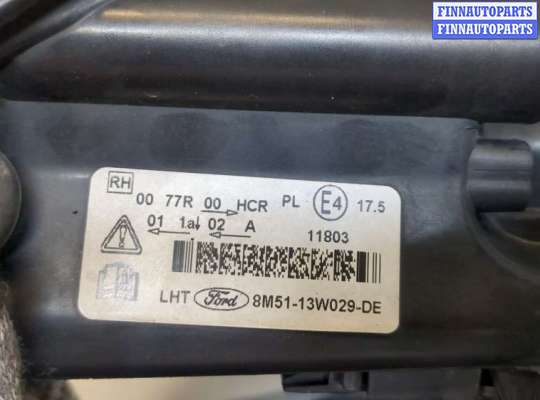 FINNAUTOPARTS
FINNAUTOPARTS
RH
00 77R 00 HCR PL E4 17.5
01 1a 02 A 11803
LHT Ford 8M51-13W029-DE